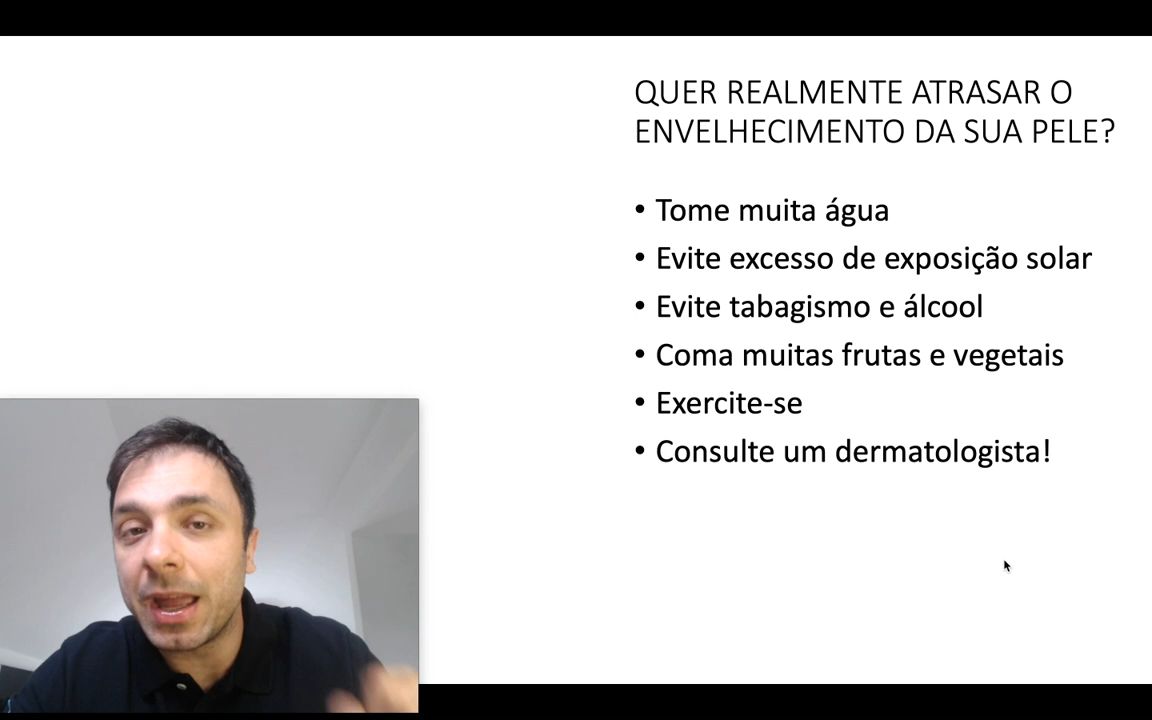 QUER REALMENTE ATRASAR O
ENVELHECIMENTO DA SUA PELE?
• Tome muita água
• Evite excesso de exposição solar
• Evite tabagismo e álcool
• Coma muitas frutas e vegetais
• Exercite-se
• Consulte um dermatologista!